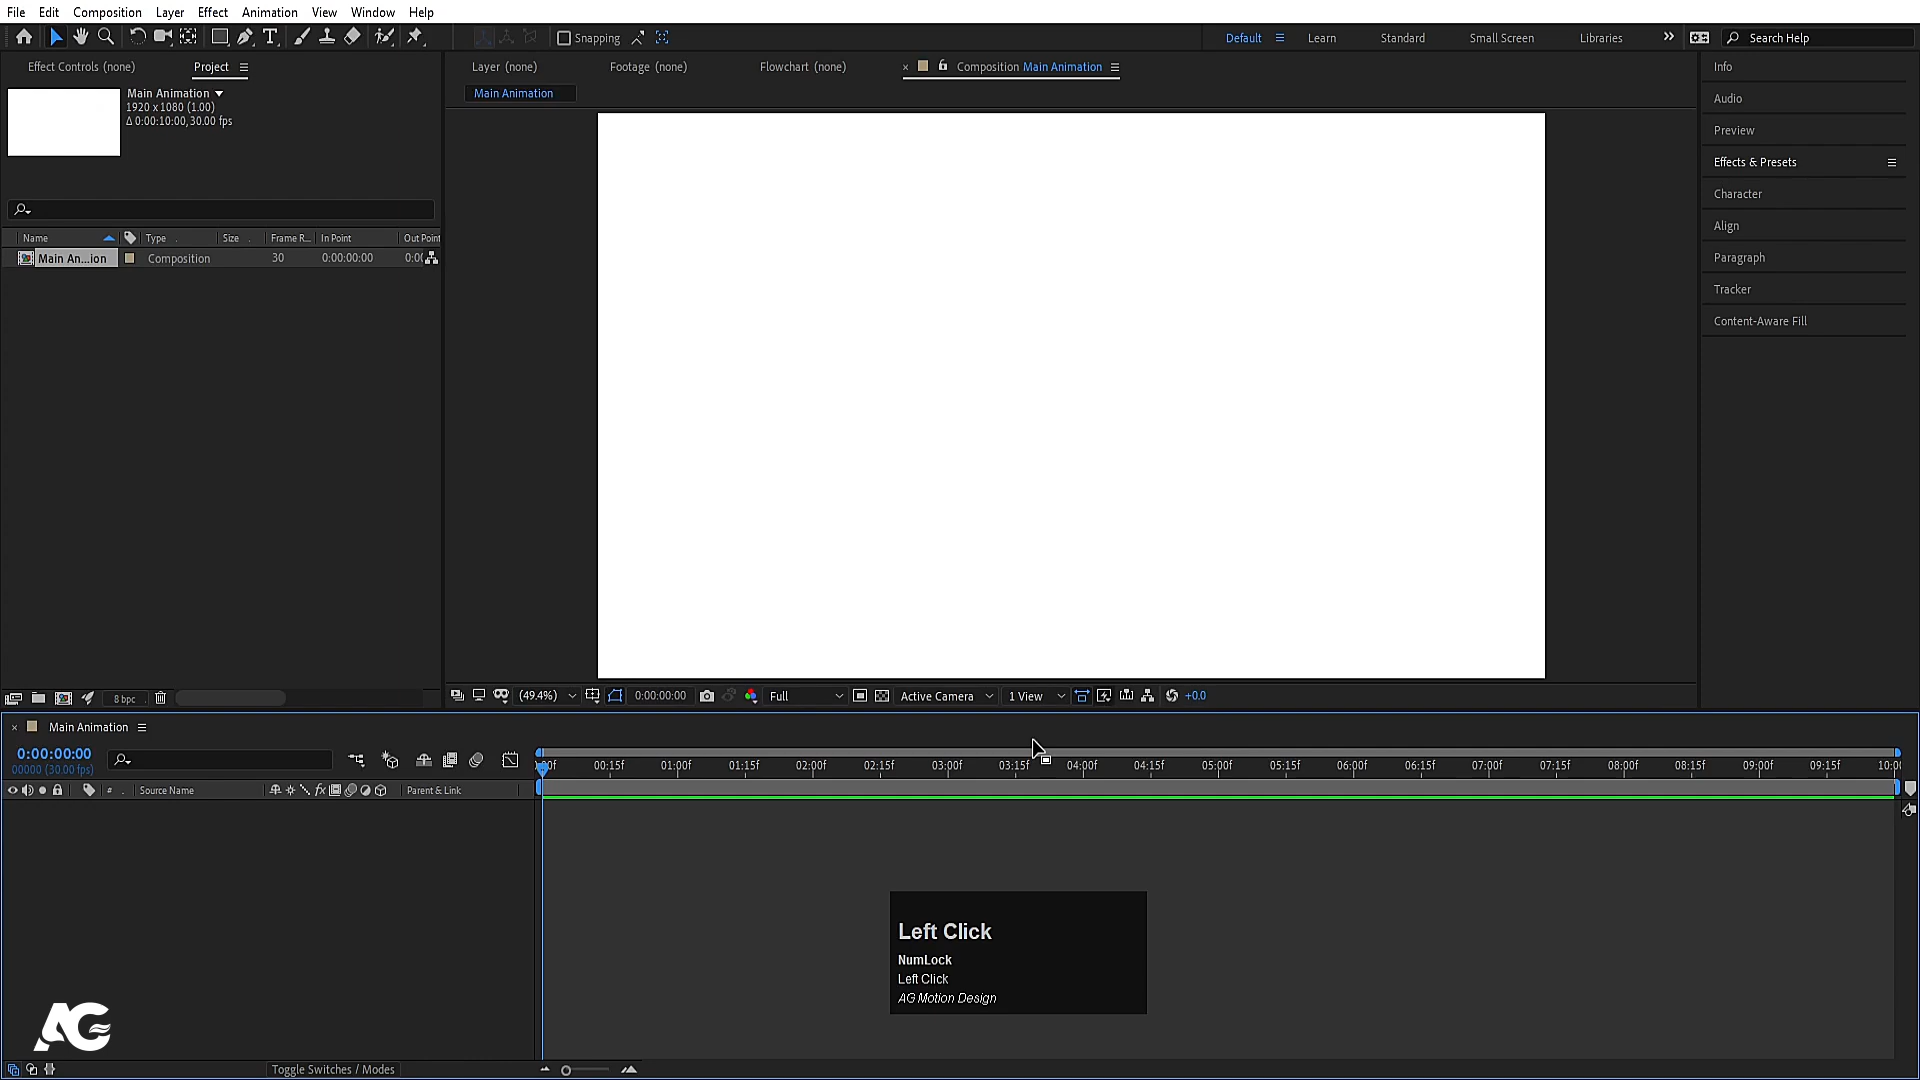 File Edit Composition Layer Effect Animation View Window Help
Snapping Default Learn Standard Small Screen Libraries Search Help
Effect Controls (none) Project
Layer (none) Footage (none) Flowchart (none) Composition Main Animation
Main Animation
Main Animation
1920 x 1080 (1.00)
Δ 0:00:10:00, 30.00 fps
Info
Audio
Preview
Effects & Presets
Character
Align
Paragraph
Tracker
Content-Aware Fill
Name Type Size Frame R... In Point Out Point
Main An...ion Composition 30 0:00:00:00 0:0
8 bpc
(49.4%) 0:00:00:00 Full Active Camera 1 View +0.0
Main Animation
0:00:00:00
00000 (30.00 fps)
00f 00:15f 01:00f 01:15f 02:00f 02:15f 03:00f 03:15f 04:00f 04:15f 05:00f 05:15f 06:00f 06:15f 07:00f 07:15f 08:00f 08:15f 09:00f 09:15f 10:0
# Source Name fx Parent & Link
Left Click
NumLock
Left Click
AG Motion Design
AG
Toggle Switches / Modes